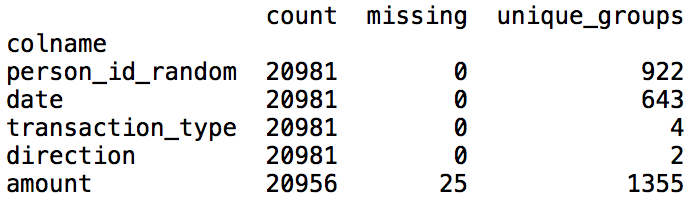 count missing unique_groups
colname
person_id_random 20981 0 922
date 20981 0 643
transaction_type 20981 0 4
direction 20981 0 2
amount 20956 25 1355